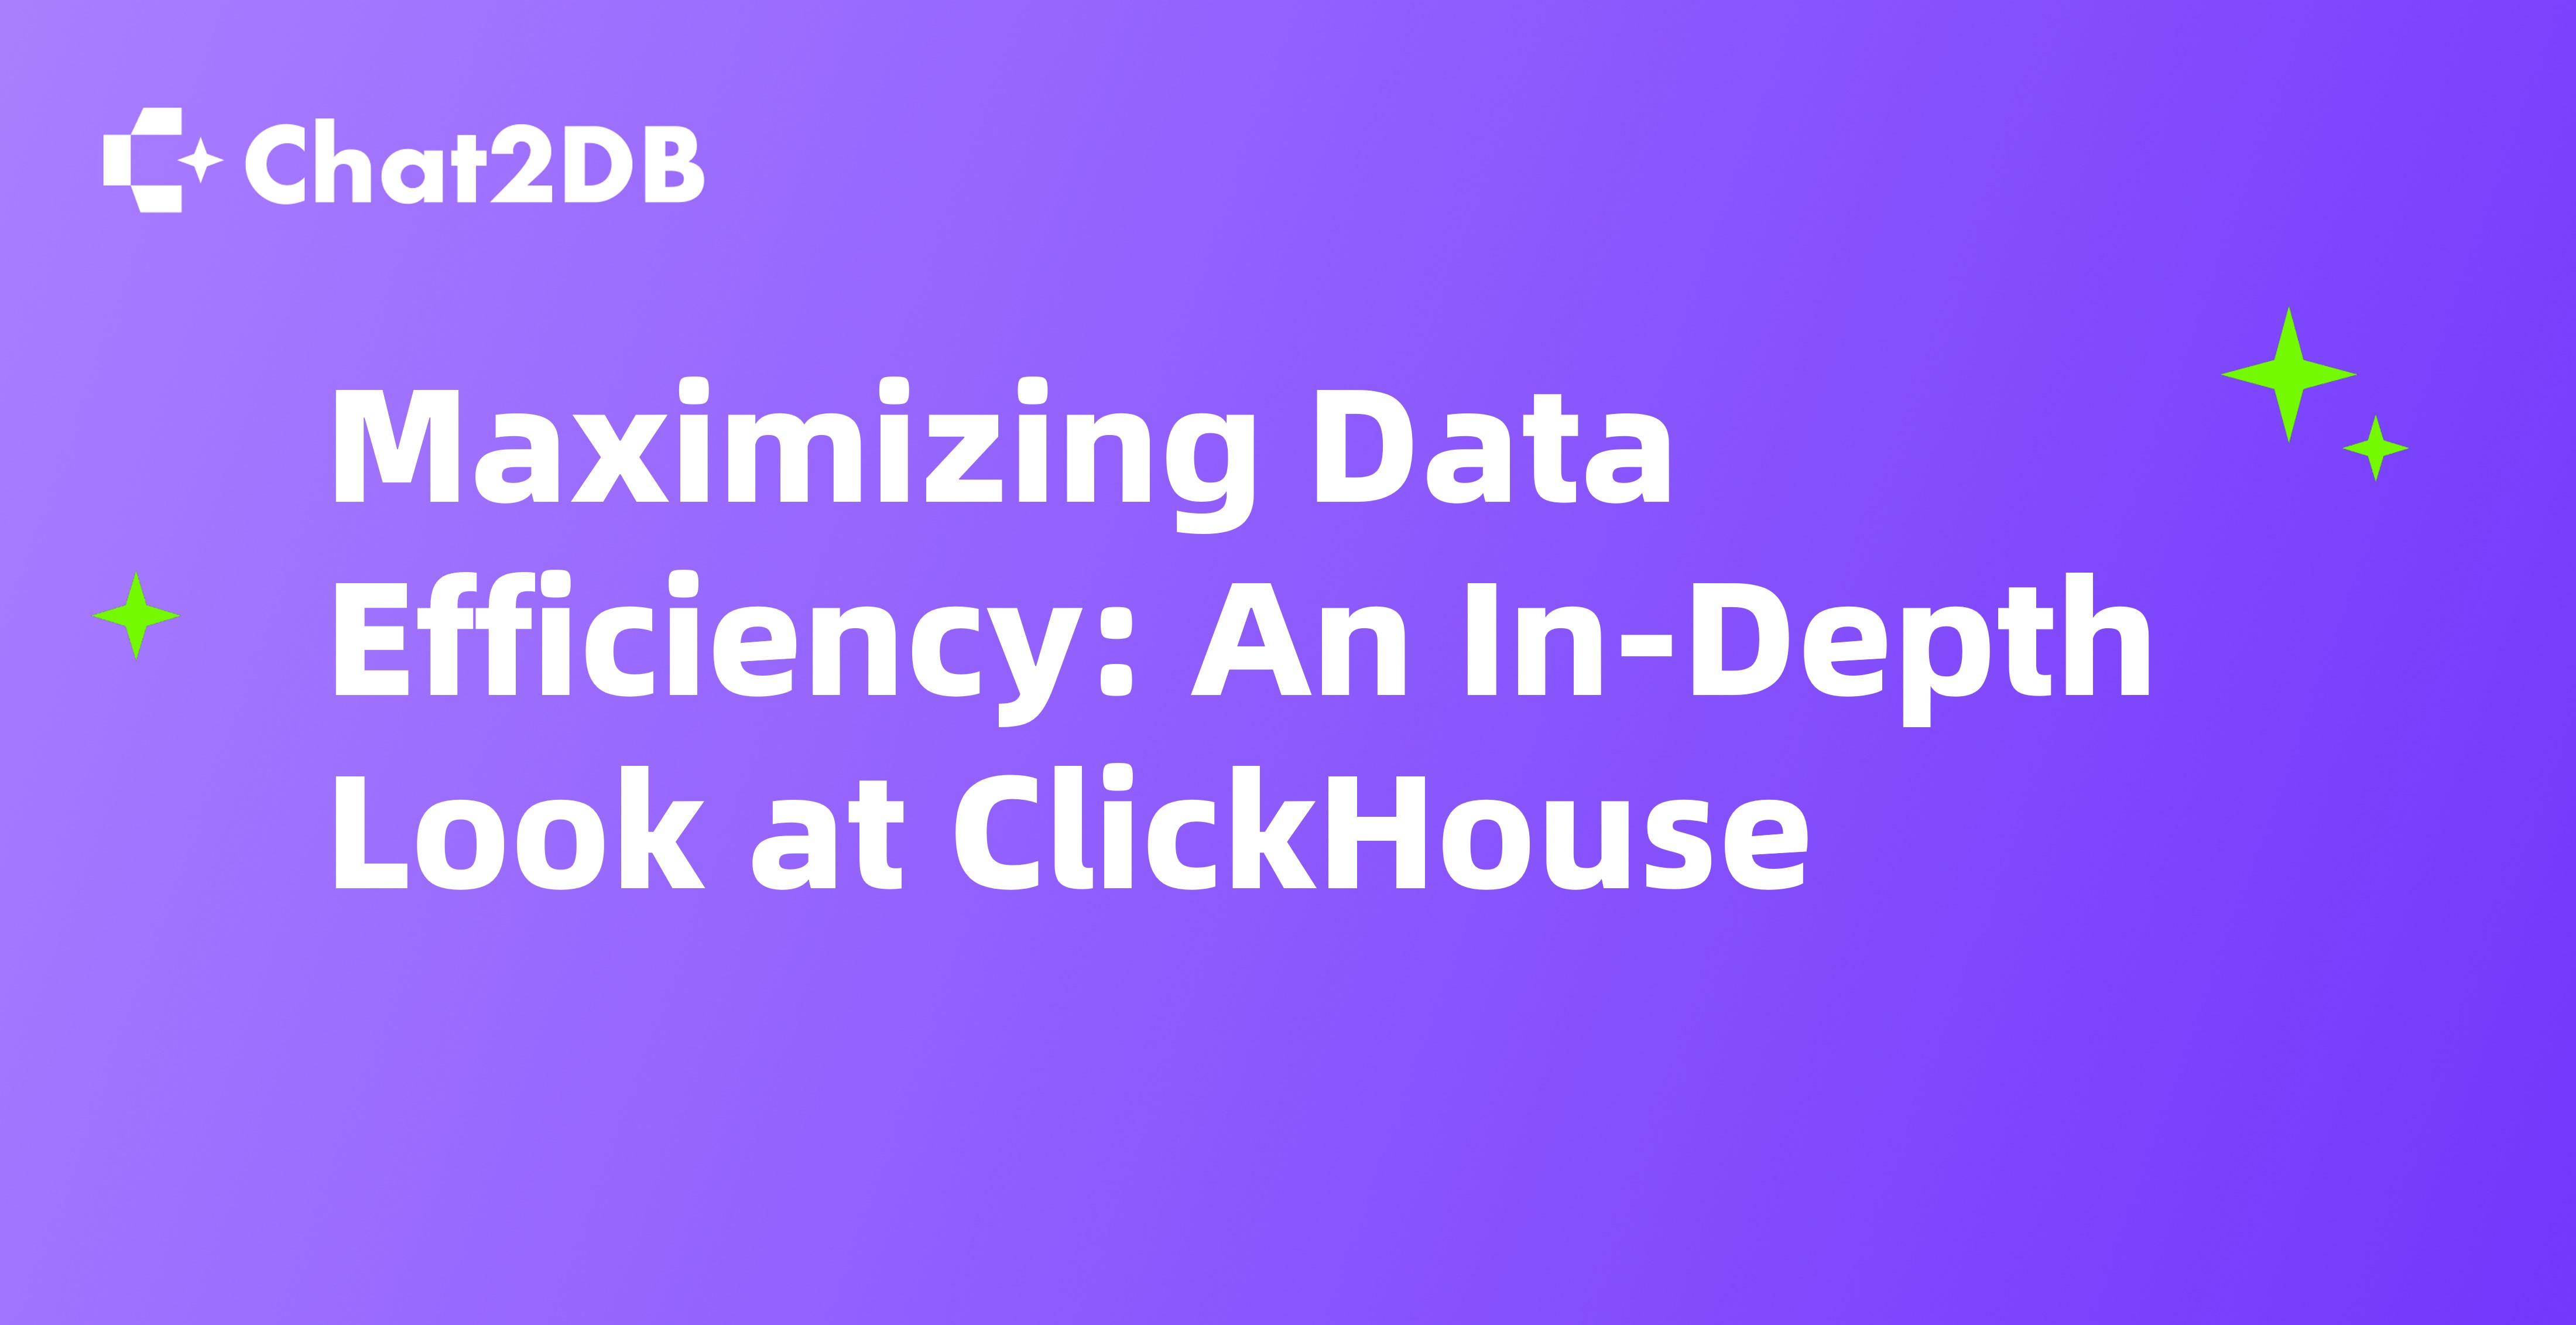 Chat2DB
Maximizing Data
Efficiency: An In-Depth
Look at ClickHouse